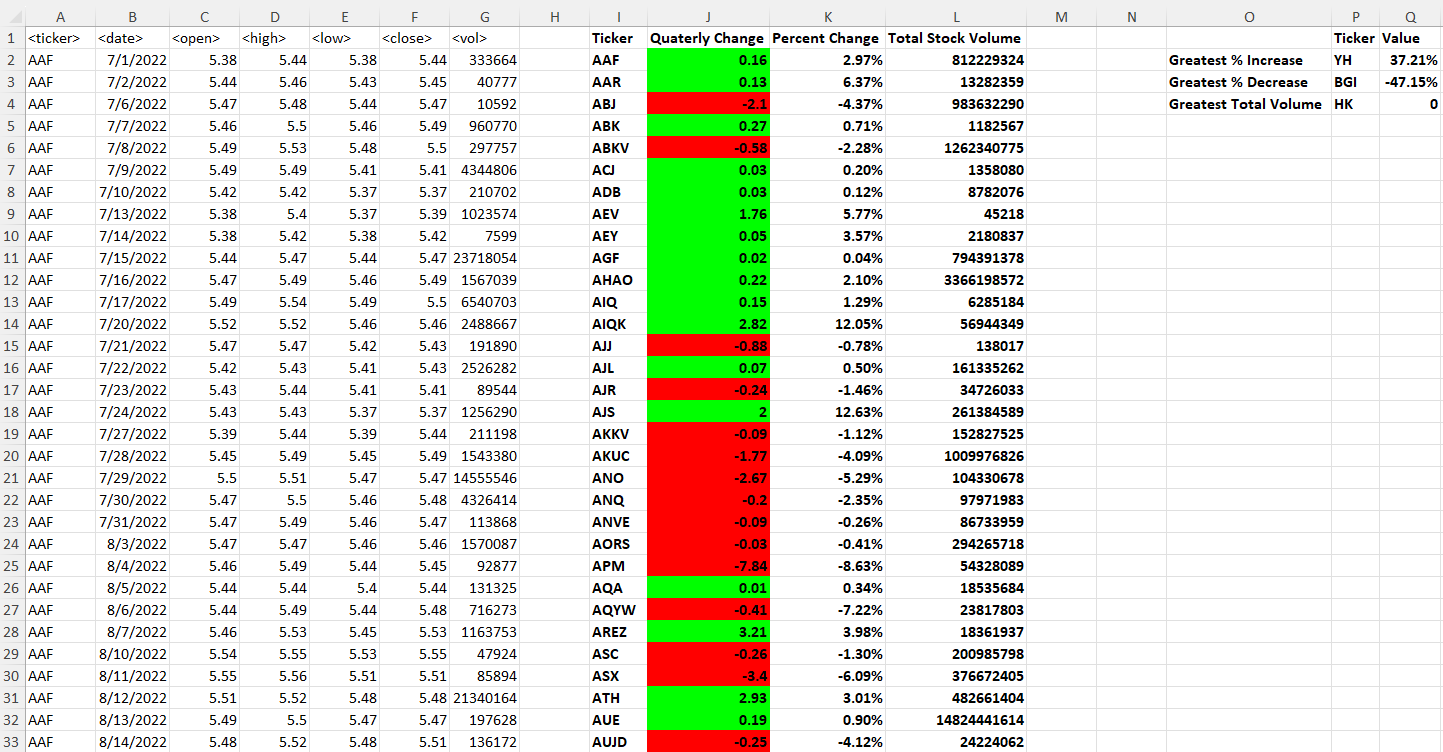 A B C D E F G H I J K L M N O P Q
1 <ticker> <date> <open> <high> <low> <close> <vol> Ticker Quaterly Change Percent Change Total Stock Volume Ticker Value
2 AAF 7/1/2022 5.38 5.44 5.38 5.44 333664 AAF 0.16 2.97% 812229324 Greatest % Increase YH 37.21%
3 AAF 7/2/2022 5.44 5.46 5.43 5.45 40777 AAR 0.13 6.37% 13282359 Greatest % Decrease BGI -47.15%
4 AAF 7/6/2022 5.47 5.48 5.44 5.47 10592 ABJ -2.1 -4.37% 983632290 Greatest Total Volume HK 0
5 AAF 7/7/2022 5.46 5.5 5.46 5.49 960770 ABK 0.27 0.71% 1182567
6 AAF 7/8/2022 5.49 5.53 5.48 5.5 297757 ABKV -0.58 -2.28% 1262340775
7 AAF 7/9/2022 5.49 5.49 5.41 5.41 4344806 ACJ 0.03 0.20% 1358080
8 AAF 7/10/2022 5.42 5.42 5.37 5.37 210702 ADB 0.03 0.12% 8782076
9 AAF 7/13/2022 5.38 5.4 5.37 5.39 1023574 AEV 1.76 5.77% 45218
10 AAF 7/14/2022 5.38 5.42 5.38 5.42 7599 AEY 0.05 3.57% 2180837
11 AAF 7/15/2022 5.44 5.47 5.44 5.47 23718054 AGF 0.02 0.04% 794391378
12 AAF 7/16/2022 5.47 5.49 5.46 5.49 1567039 AHAO 0.22 2.10% 3366198572
13 AAF 7/17/2022 5.49 5.54 5.49 5.5 6540703 AIQ 0.15 1.29% 6285184
14 AAF 7/20/2022 5.52 5.52 5.46 5.46 2488667 AIQK 2.82 12.05% 56944349
15 AAF 7/21/2022 5.47 5.47 5.42 5.43 191890 AJJ -0.88 -0.78% 138017
16 AAF 7/22/2022 5.42 5.43 5.41 5.43 2526282 AJL 0.07 0.50% 161335262
17 AAF 7/23/2022 5.43 5.44 5.41 5.41 89544 AJR -0.24 -1.46% 34726033
18 AAF 7/24/2022 5.43 5.43 5.37 5.37 1256290 AJS 2 12.63% 261384589
19 AAF 7/27/2022 5.39 5.44 5.39 5.44 211198 AKKV -0.09 -1.12% 152827525
20 AAF 7/28/2022 5.45 5.49 5.45 5.49 1543380 AKUC -1.77 -4.09% 1009976826
21 AAF 7/29/2022 5.5 5.51 5.47 5.47 14555546 ANO -2.67 -5.29% 104330678
22 AAF 7/30/2022 5.47 5.5 5.46 5.48 4326414 ANQ -0.2 -2.35% 97971983
23 AAF 7/31/2022 5.47 5.49 5.46 5.47 113868 ANVE -0.09 -0.26% 86733959
24 AAF 8/3/2022 5.47 5.47 5.46 5.46 1570087 AORS -0.03 -0.41% 294265718
25 AAF 8/4/2022 5.46 5.49 5.44 5.45 92877 APM -7.84 -8.63% 54328089
26 AAF 8/5/2022 5.44 5.44 5.4 5.44 131325 AQA 0.01 0.34% 18535684
27 AAF 8/6/2022 5.44 5.49 5.44 5.48 716273 AQYW -0.41 -7.22% 23817803
28 AAF 8/7/2022 5.46 5.53 5.45 5.53 1163753 AREZ 3.21 3.98% 18361937
29 AAF 8/10/2022 5.54 5.55 5.53 5.55 47924 ASC -0.26 -1.30% 200985798
30 AAF 8/11/2022 5.55 5.56 5.51 5.51 85894 ASX -3.4 -6.09% 376672405
31 AAF 8/12/2022 5.51 5.52 5.48 5.48 21340164 ATH 2.93 3.01% 482661404
32 AAF 8/13/2022 5.49 5.5 5.47 5.47 197628 AUE 0.19 0.90% 14824441614
33 AAF 8/14/2022 5.48 5.52 5.48 5.51 136172 AUJD -0.25 -4.12% 24224062